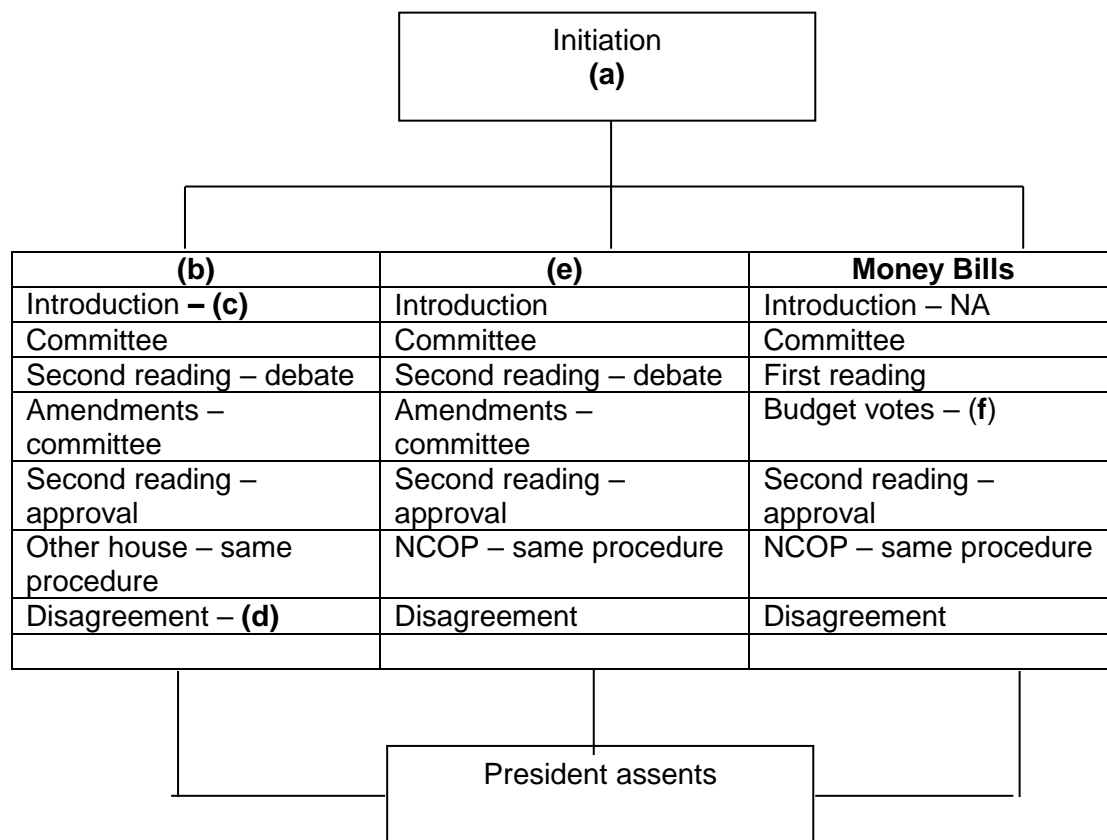 Initiation
(a)
(b)
(e)
Money Bills
Introduction – (c)
Introduction
Introduction – NA
Committee
Committee
Committee
Second reading – debate
Second reading – debate
First reading
Amendments –
committee
Amendments –
committee
Budget votes – (f)
Second reading –
approval
Second reading –
approval
Second reading –
approval
Other house – same
procedure
NCOP – same procedure
NCOP – same procedure
Disagreement – (d)
Disagreement
Disagreement
President assents